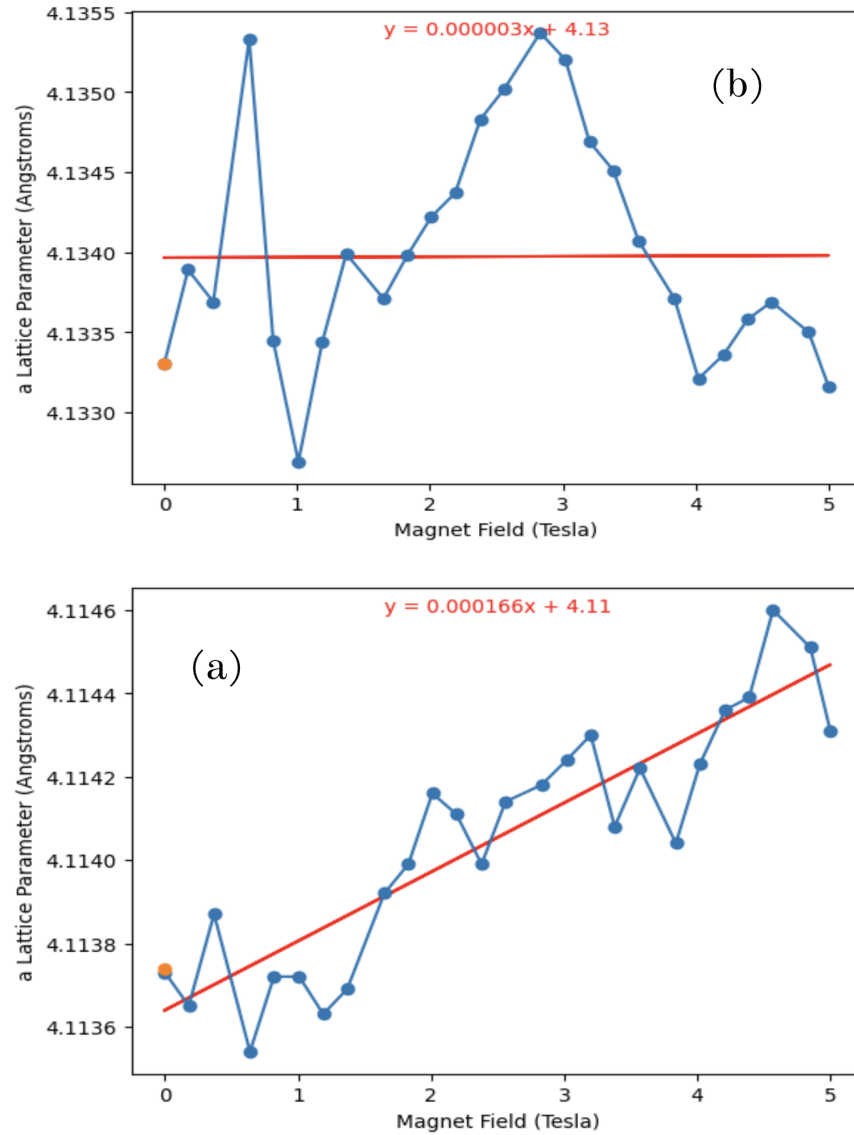 y = 0.000003x + 4.13
(b)
a Lattice Parameter (Angstroms)
4.1355
4.1350
4.1345
4.1340
4.1335
4.1330
0 1 2 3 4 5
Magnet Field (Tesla)
y = 0.000166x + 4.11
(a)
a Lattice Parameter (Angstroms)
4.1146
4.1144
4.1142
4.1140
4.1138
4.1136
0 1 2 3 4 5
Magnet Field (Tesla)